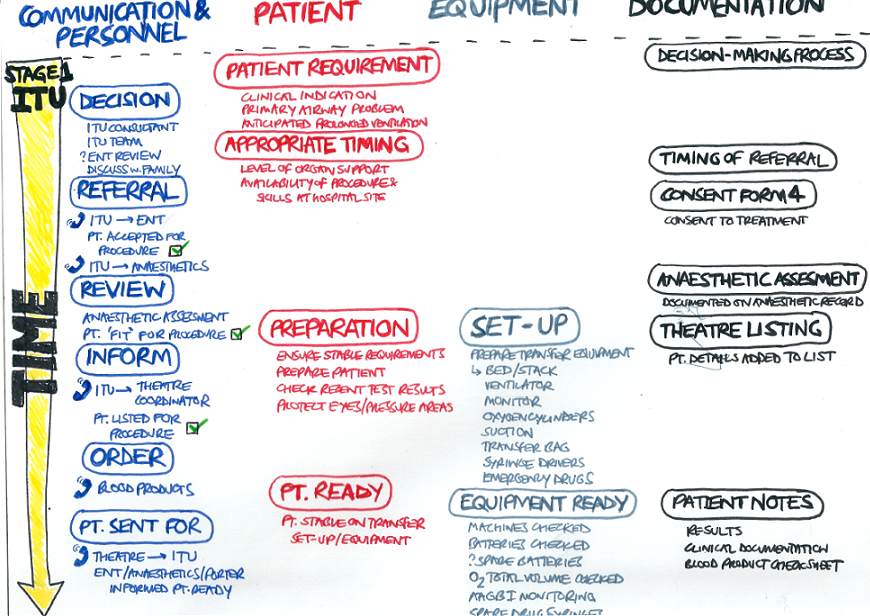 COMMUNICATION &
PERSONNEL
PATIENT
EQUIPMENT
DOCUMENTATION
STAGE 1
ITU
TIME
DECISION
ITU CONSULTANT
ITU TEAM
? ENT REVIEW
DISCUSS W. FAMILY
REFERRAL
ITU → ENT
PT. ACCEPTED FOR
PROCEDURE
ITU → ANAESTHETICS
REVIEW
ANAESTHETIC ASSESSMENT
PT. 'FIT' FOR PROCEDURE
INFORM
ITU → THEATRE
COORDINATOR
PT. LISTED FOR
PROCEDURE
ORDER
BLOOD PRODUCTS
PT. SENT FOR
THEATRE → ITU
ENT/ANAESTHETICS/PORTER
INFORMED PT. READY
PATIENT REQUIREMENT
CLINICAL INDICATION
PRIMARY AIRWAY PROBLEM
ANTICIPATED PROLONGED VENTILATION
APPROPRIATE TIMING
LEVEL OF ORGAN SUPPORT
AVAILABILITY OF PROCEDURE &
SKILLS AT HOSPITAL SITE
PREPARATION
ENSURE STABLE REQUIREMENTS
PREPARE PATIENT
CHECK RECENT TEST RESULTS
PROTECT EYES/PRESSURE AREAS
PT. READY
PT. STABLE ON TRANSFER
SET-UP/EQUIPMENT
SET-UP
PREPARE TRANSFER EQUIPMENT
↳ BED/STACK
VENTILATOR
MONITOR
OXYGEN CYLINDERS
SUCTION
TRANSFER BAG
SYRINGE DRIVERS
EMERGENCY DRUGS
EQUIPMENT READY
MACHINES CHECKED
BATTERIES CHECKED
? SPARE BATTERIES
O2 TOTAL VOLUME CHECKED
AAGBI MONITORING
SPARE DRUG SYRINGES
DECISION-MAKING PROCESS
TIMING OF REFERRAL
CONSENT FORM 4
CONSENT TO TREATMENT
ANAESTHETIC ASSESMENT
DOCUMENTED ON ANAESTHETIC RECORD
THEATRE LISTING
PT. DETAILS ADDED TO LIST
PATIENT NOTES
RESULTS
CLINICAL DOCUMENTATION
BLOOD PRODUCT CHECKSHEET